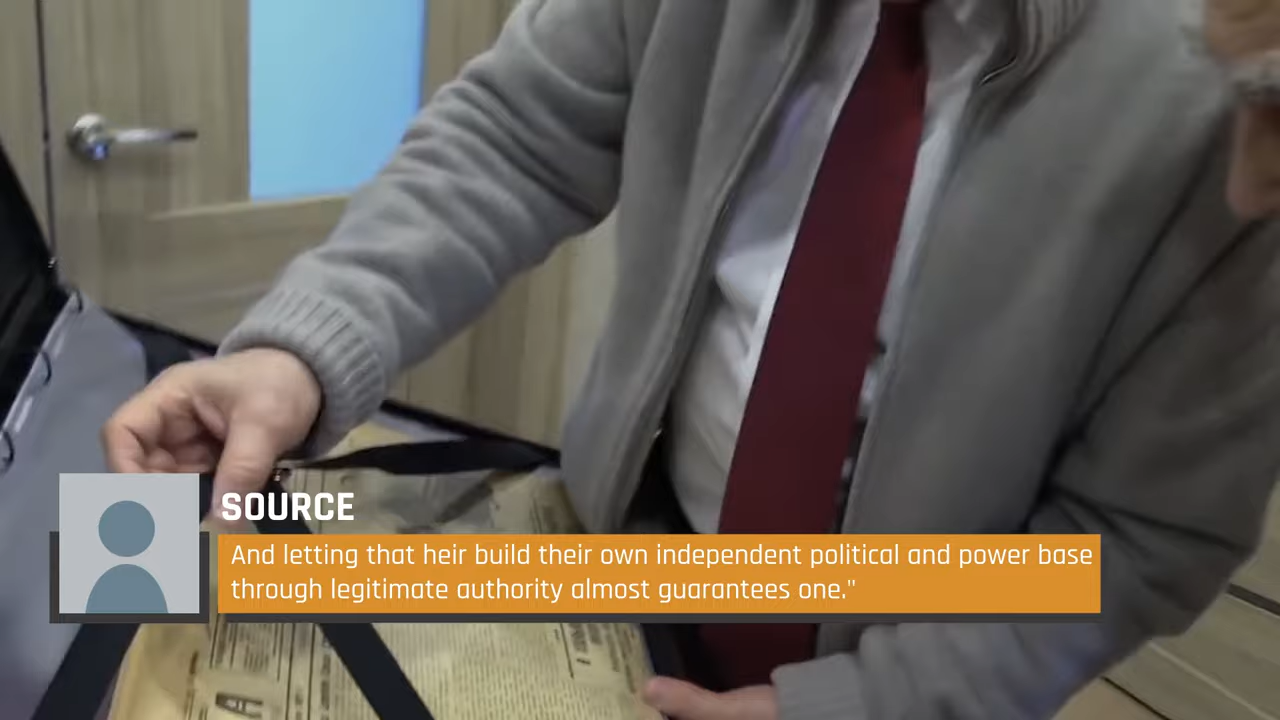 SOURCE
And letting that heir build their own independent political and power base
through legitimate authority almost guarantees one."